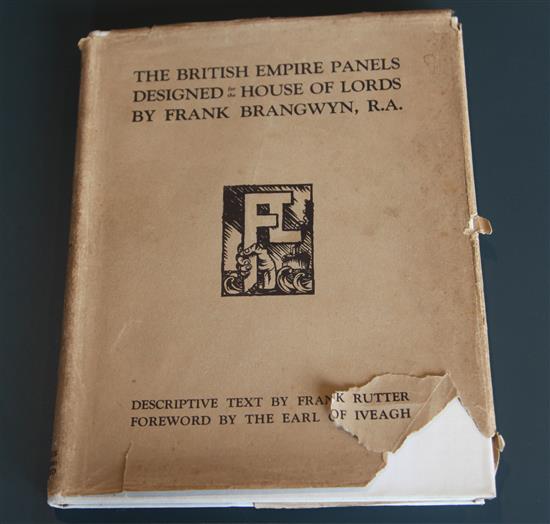 THE BRITISH EMPIRE PANELS
DESIGNED for the HOUSE OF LORDS
BY FRANK BRANGWYN, R.A.
FL
DESCRIPTIVE TEXT BY FRANK RUTTER
FOREWORD BY THE EARL OF IVEAGH